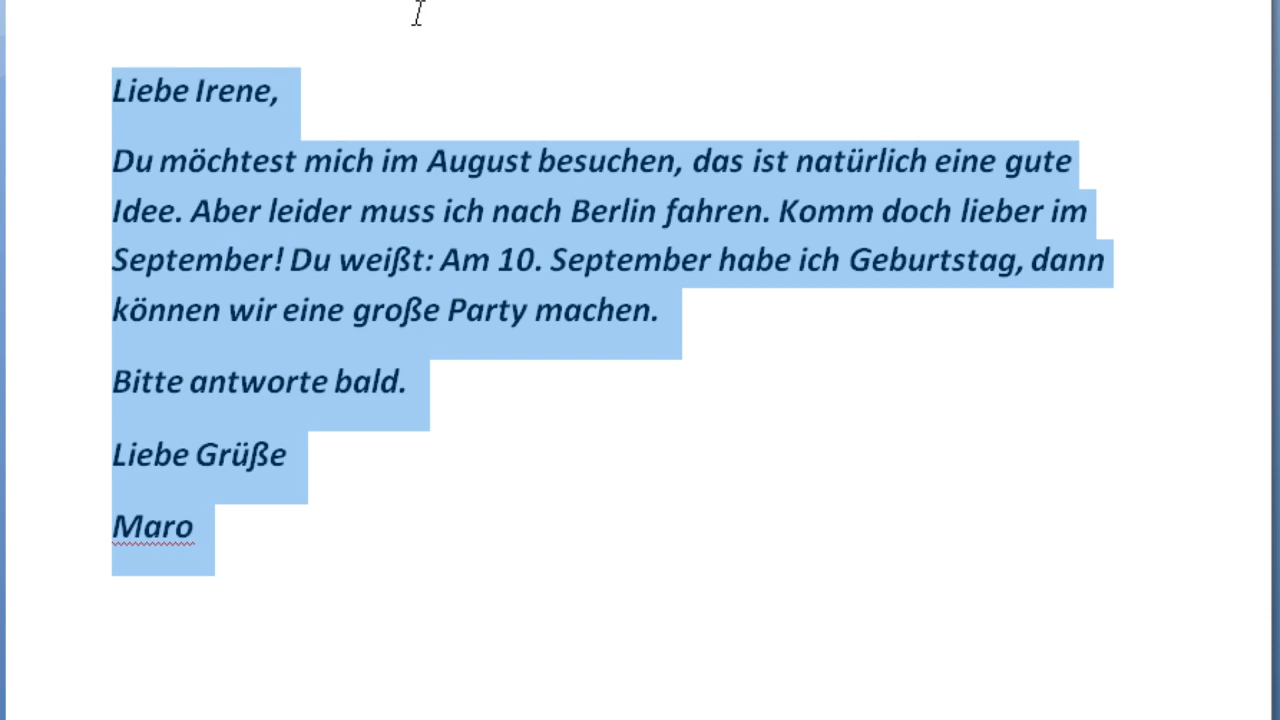 Liebe Irene,
Du möchtest mich im August besuchen, das ist natürlich eine gute
Idee. Aber leider muss ich nach Berlin fahren. Komm doch lieber im
September! Du weißt: Am 10. September habe ich Geburtstag, dann
können wir eine große Party machen.
Bitte antworte bald.
Liebe Grüße
Maro